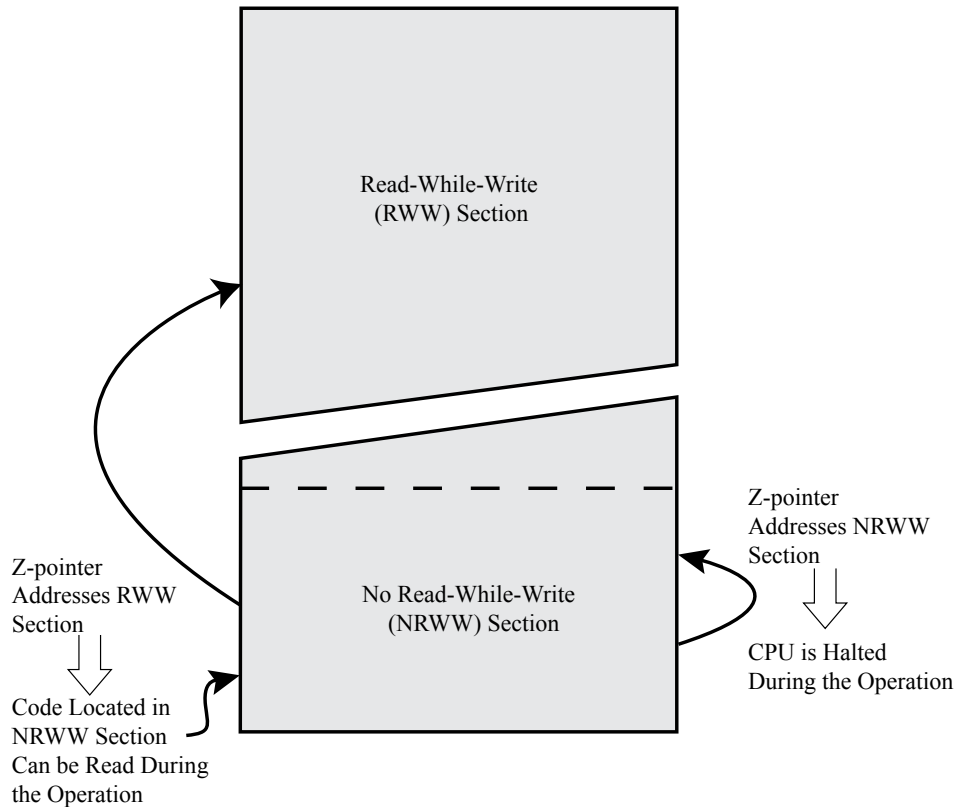 Read-While-Write
(RWW) Section
Z-pointer
Addresses RWW
Section
Code Located in
NRWW Section
Can be Read During
the Operation
No Read-While-Write
(NRWW) Section
Z-pointer
Addresses NRWW
Section
CPU is Halted
During the Operation